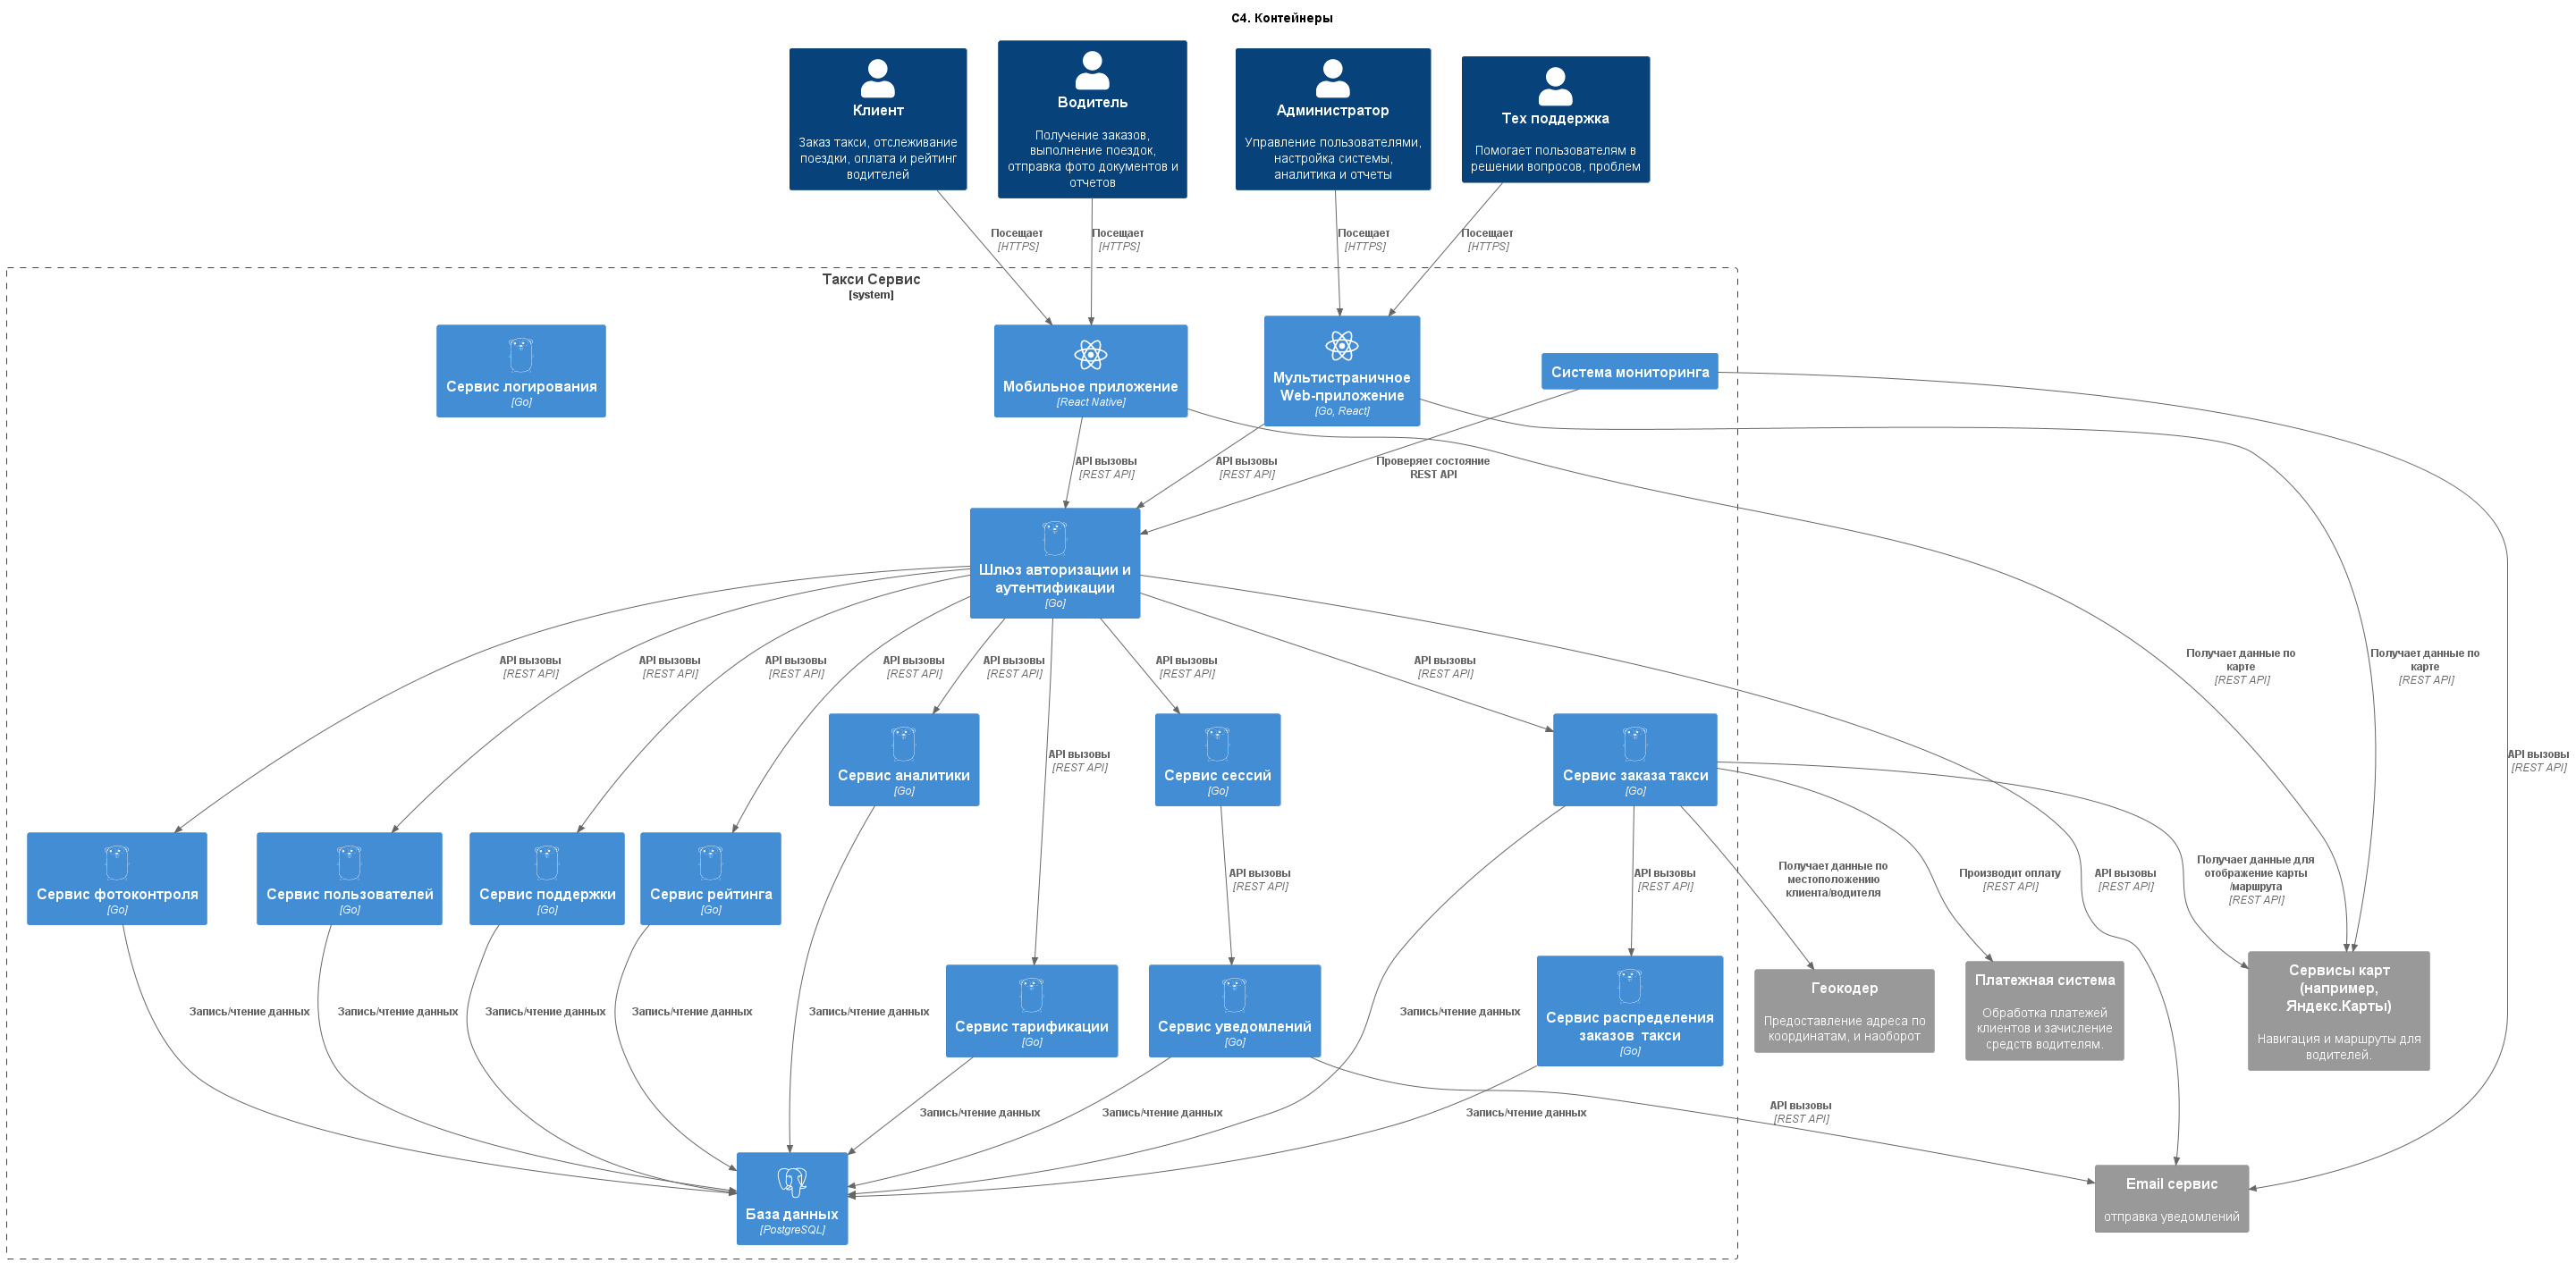 C4. Контейнеры
Клиент
Заказ такси, отслеживание
поездки, оплата и рейтинг
водителей
Водитель
Получение заказов,
выполнение поездок,
отправка фото документов и
отчетов
Администратор
Управление пользователями,
настройка системы,
аналитика и отчеты
Тех поддержка
Помогает пользователям в
решении вопросов, проблем
Посещает
[HTTPS]
Посещает
[HTTPS]
Посещает
[HTTPS]
Посещает
[HTTPS]
Такси Сервис
[system]
Сервис логирования
[Go]
Мобильное приложение
[React Native]
Мультистраничное
Web-приложение
[Go, React]
Система мониторинга
API вызовы
[REST API]
API вызовы
[REST API]
Проверяет состояние
REST API
Шлюз авторизации и
аутентификации
[Go]
API вызовы
[REST API]
API вызовы
[REST API]
API вызовы
[REST API]
API вызовы
[REST API]
API вызовы
[REST API]
API вызовы
[REST API]
API вызовы
[REST API]
Получает данные по
карте
[REST API]
Получает данные по
карте
[REST API]
Сервис аналитики
[Go]
API вызовы
[REST API]
Сервис сессий
[Go]
Сервис заказа такси
[Go]
API вызовы
[REST API]
Сервис фотоконтроля
[Go]
Сервис пользователей
[Go]
Сервис поддержки
[Go]
Сервис рейтинга
[Go]
API вызовы
[REST API]
API вызовы
[REST API]
Получает данные по
местоположению
клиента/водителя
Производит оплату
[REST API]
API вызовы
[REST API]
Получает данные для
отображение карты
/маршрута
[REST API]
Запись/чтение данных
Запись/чтение данных
Запись/чтение данных
Запись/чтение данных
Запись/чтение данных
Сервис тарификации
[Go]
Сервис уведомлений
[Go]
Запись/чтение данных
Сервис распределения
заказов  такси
[Go]
Геокодер
Предоставление адреса по
координатам, и наоборот
Платежная система
Обработка платежей
клиентов и зачисление
средств водителям.
Сервисы карт
(например,
Яндекс.Карты)
Навигация и маршруты для
водителей.
Запись/чтение данных
Запись/чтение данных
Запись/чтение данных
API вызовы
[REST API]
База данных
[PostgreSQL]
Email сервис
отправка уведомлений